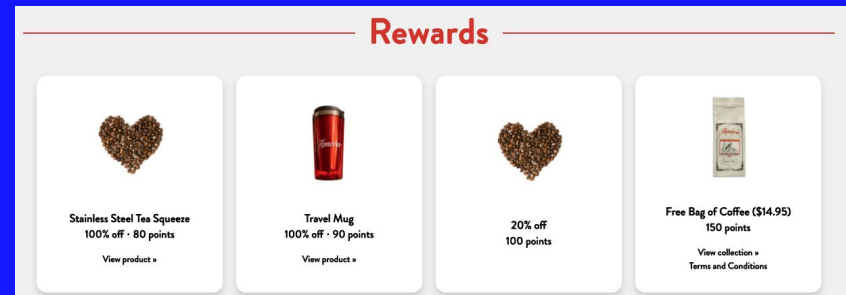 Rewards
Stainless Steel Tea Squeeze
100% off · 80 points
View product »
Travel Mug
100% off · 90 points
View product »
20% off
100 points
Free Bag of Coffee ($14.95)
150 points
View collection »
Terms and Conditions